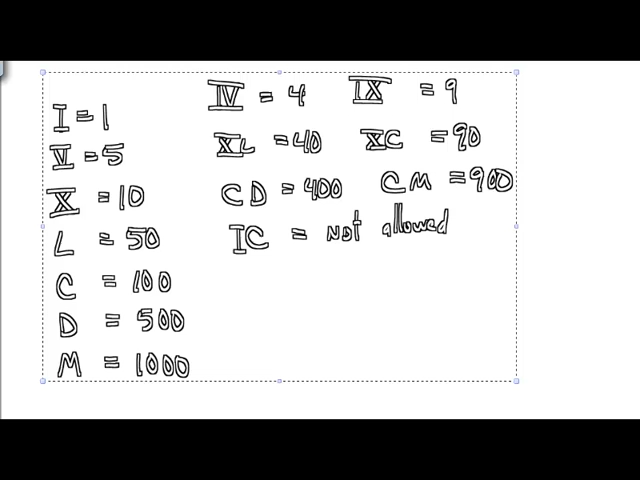 I = 1
V = 5
X = 10
L = 50
C = 100
D = 500
M = 1000
IV = 4 IX = 9
XL = 40 XC = 90
CD = 400 CM = 900
IC = Not allowed